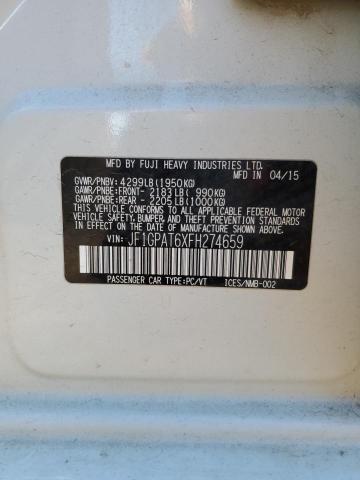 MFD BY FUJI HEAVY INDUSTRIES LTD. IN 04/15
GVWR/PNBV: 4299LB(1950KG)
GAWR/PNBE:FRONT- 2183LB( 990KG)
GAWR/PNBE:REAR - 2205LB(1000KG)
THIS VEHICLE CONFORMS TO ALL APPLICABLE U.S. FEDERAL MOTOR
VEHICLE SAFETY, BUMPER, AND THEFT PREVENTION STANDARDS
IN EFFECT ON THE DATE OF MANUFACTURE SHOWN ABOVE.
VIN: JF1GPAT6XFH274659
PASSENGER CAR TYPE:PC/VT ICES/NMB-002